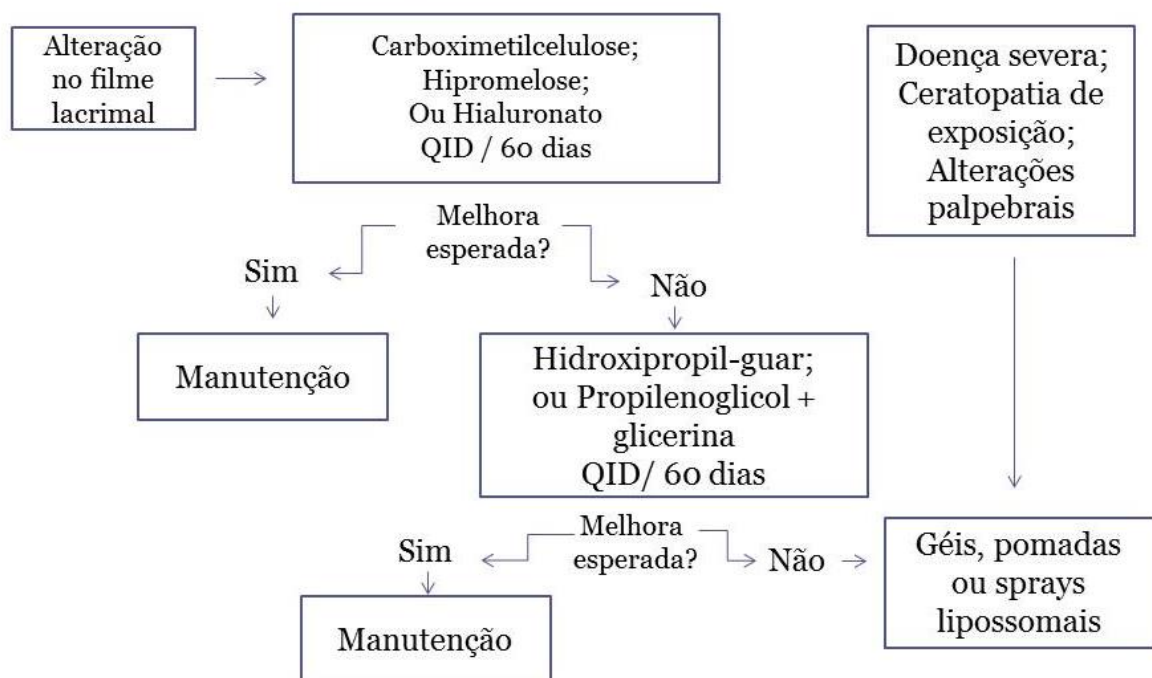 Alteração
no filme
lacrimal
Carboximetilcelulose;
Hipromelose;
Ou Hialuronato
QID / 60 dias
Doença severa;
Ceratopatia de
exposição;
Alterações
palpebrais
Melhora
esperada?
Sim
Não
Manutenção
Hidroxipropil-guar;
ou Propilenoglicol +
glicerina
QID/ 60 dias
Melhora
esperada?
Sim
Não
Manutenção
Géis, pomadas
ou sprays
lipossomais